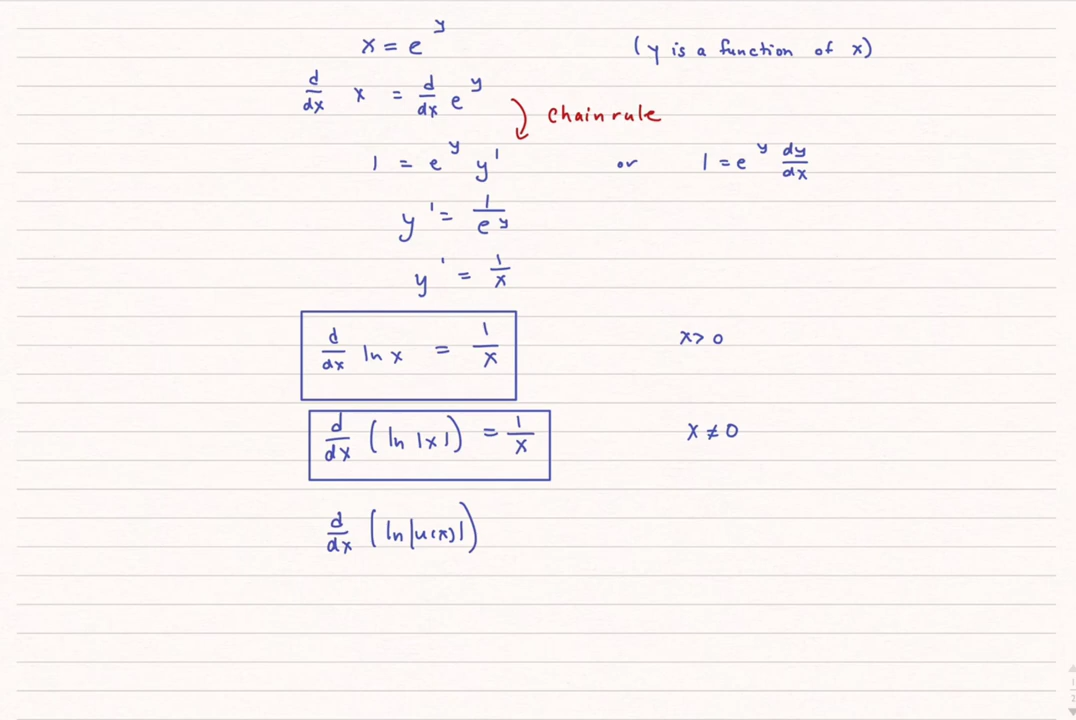 x = e^y (y is a function of x)
d/dx x = d/dx e^y
chain rule
1 = e^y y' or 1 = e^y dy/dx
y' = 1/e^y
y' = 1/x
d/dx ln x = 1/x x > 0
d/dx (ln |x|) = 1/x x ≠ 0
d/dx (ln |u(x)|)